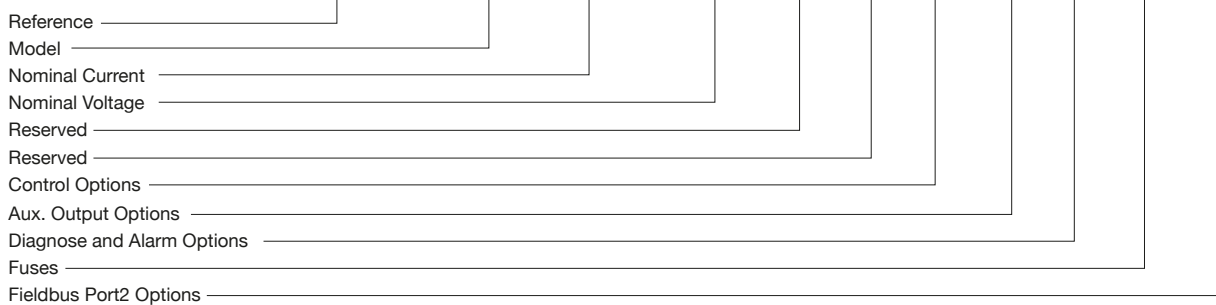 Reference
Model
Nominal Current
Nominal Voltage
Reserved
Reserved
Control Options
Aux. Output Options
Diagnose and Alarm Options
Fuses
Fieldbus Port2 Options